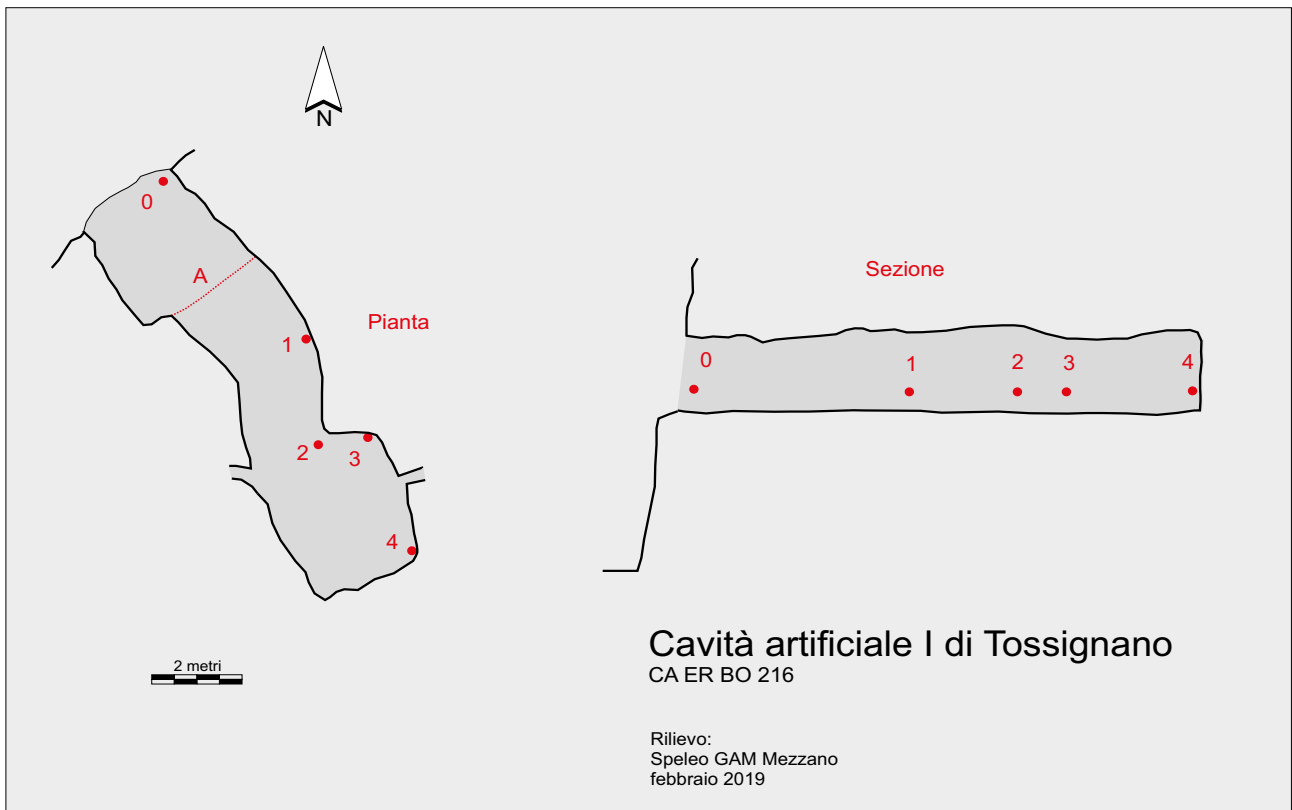 N
0
A
Pianta
1
2
3
4
2 metri
Sezione
0
1
2
3
4
Cavità artificiale I di Tossignano
CA ER BO 216
Rilievo:
Speleo GAM Mezzano
febbraio 2019